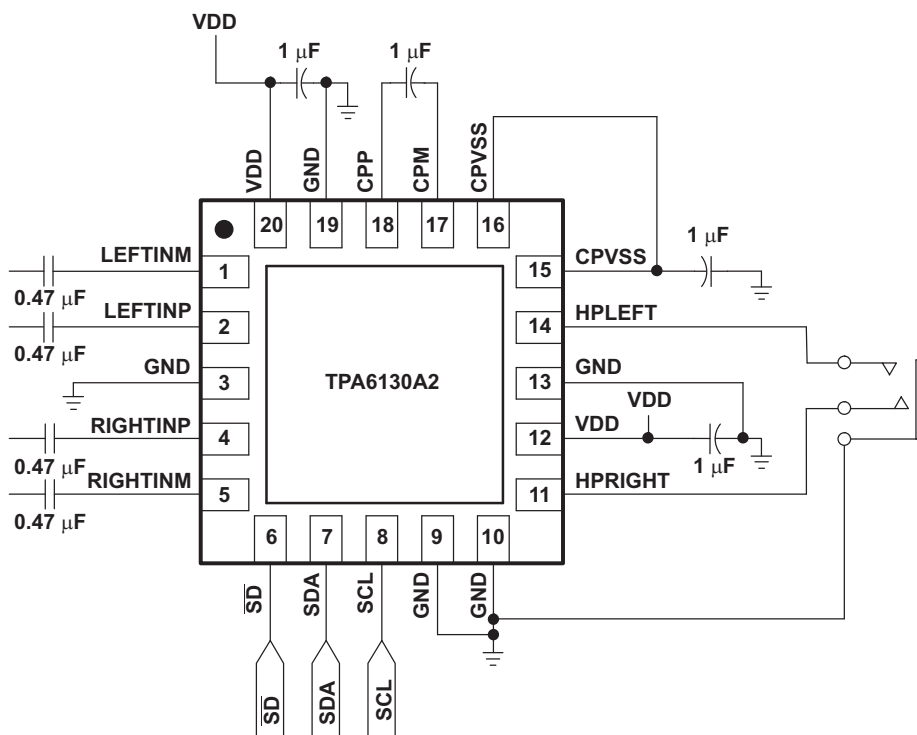 VDD
1 μF
1 μF
VDD
GND
CPP
CPM
CPVSS
20
19
18
17
16
LEFTINM
1
15
CPVSS
1 μF
0.47 μF
LEFTINP
2
14
HPLEFT
0.47 μF
GND
3
TPA6130A2
13
GND
VDD
RIGHTINP
4
12
VDD
0.47 μF
1 μF
RIGHTINM
5
11
HPRIGHT
0.47 μF
6
7
8
9
10
SD
SDA
SCL
GND
GND
SD
SDA
SCL